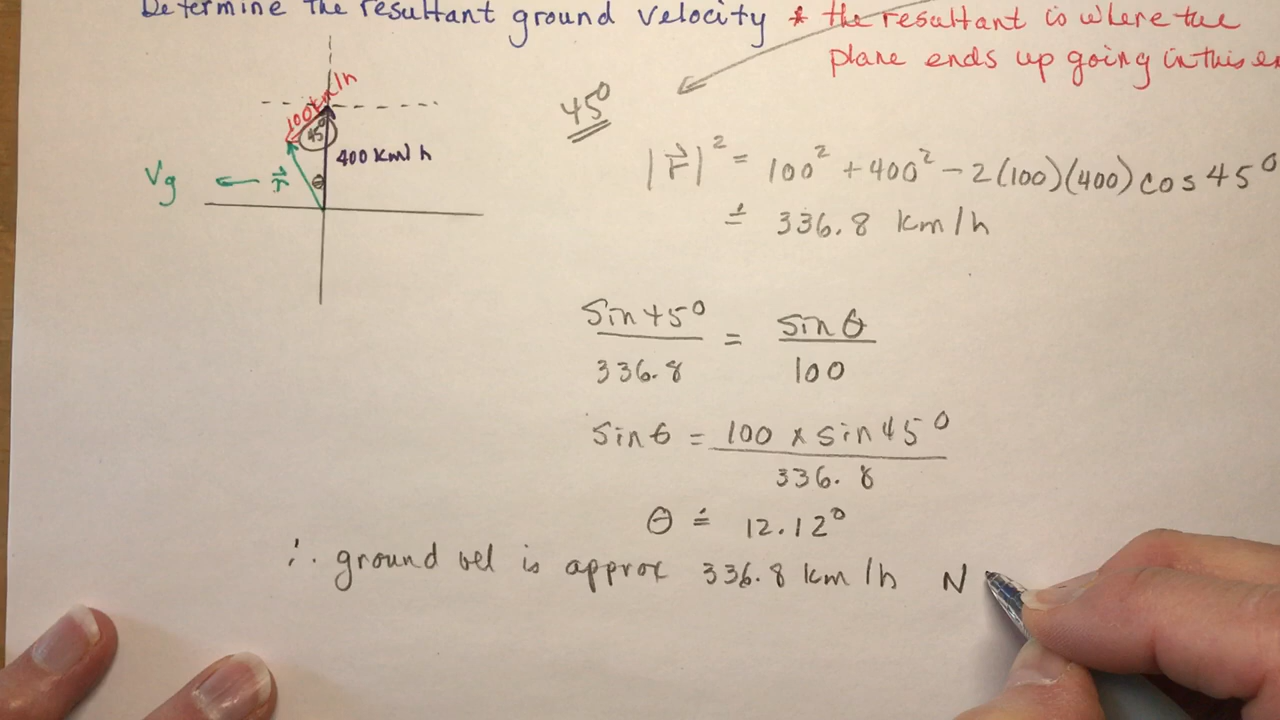 Determine the resultant ground velocity * the resultant is where the
plane ends up going in this
100 km/h
45°
400 km/h
Vg ← r⃗ θ
45°
|r⃗|² = 100² + 400² - 2(100)(400) cos 45°
≐ 336.8 km/h
sin 45° / 336.8 = sin θ / 100
sin θ = 100 x sin 45° / 336.8
θ ≐ 12.12°
∴ ground vel is approx 336.8 km/h N